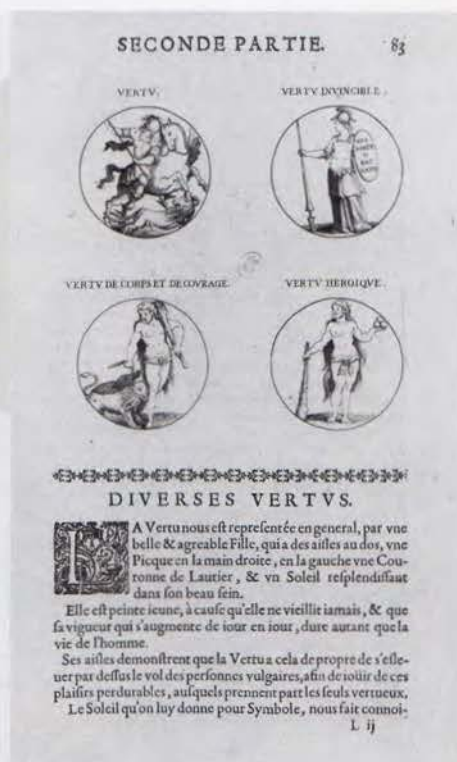 SECONDE PARTIE. 83
VERTV. VERTV INVINCIBLE.
VERTV DE CORPS ET DE COVRAGE. VERTV HEROIQVE.
DIVERSES VERTVS.
LA Vertu nous eſt repreſentée en general, par vne
belle & agreable Fille, qui a des aiſles au dos, vne
Picque en la main droite, en la gauche vne Cou-
ronne de Laurier, & vn Soleil reſplendiſſant
dans ſon beau ſein.
Elle eſt peinte ieune, à cauſe qu'elle ne vieillit iamais, & que
ſa vigueur qui s'augmente de iour en iour, dure autant que la
vie de l'homme.
Ses aiſles demonſtrent que la Vertu a cela de propre de s'eſle-
uer par deſſus le vol des perſonnes vulgaires, afin de ioüir de ces
plaiſirs perdurables, auſquels prennent part les ſeuls vertueux.
Le Soleil qu'on luy donne pour Symbole, nous fait connoi-
L ij